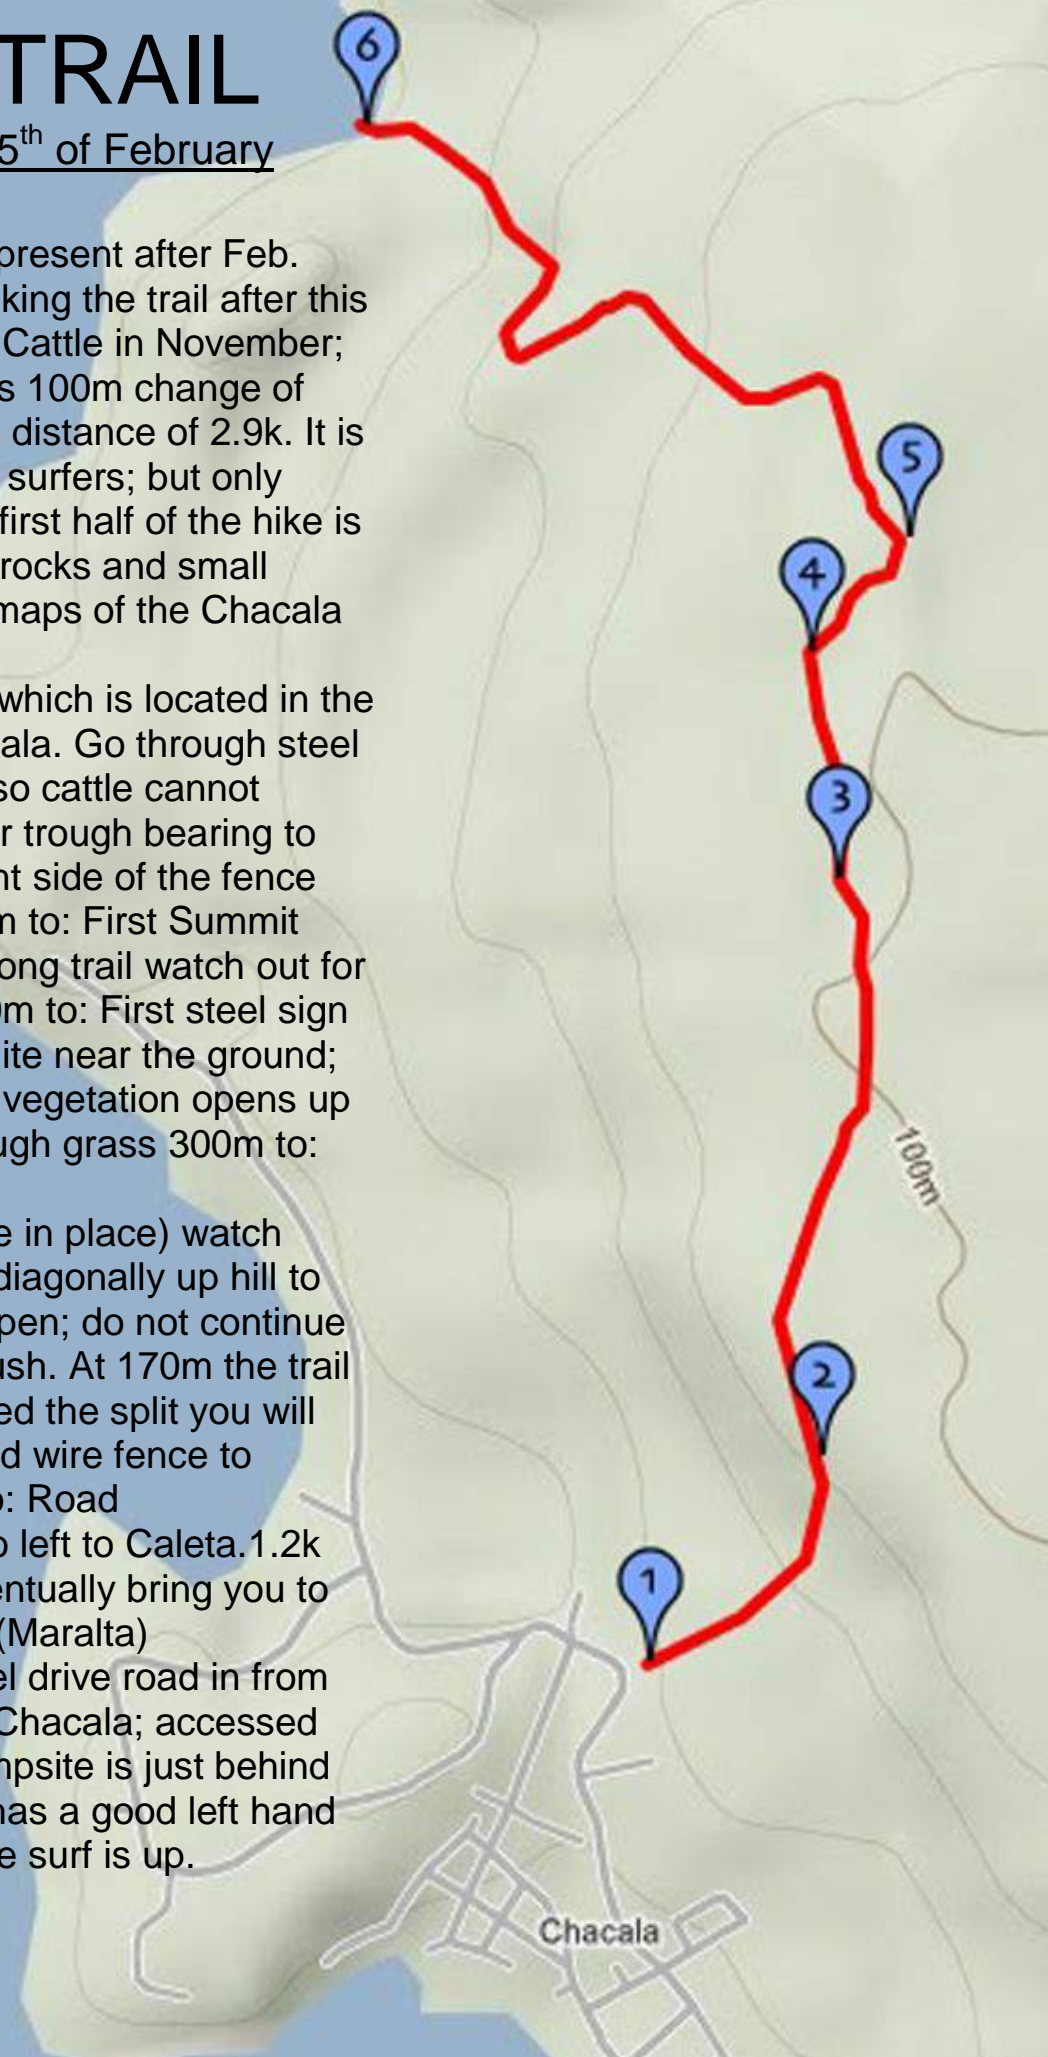 TRAIL
5th of February
present after Feb.
king the trail after this
Cattle in November;
s 100m change of
distance of 2.9k. It is
surfers; but only
first half of the hike is
rocks and small
maps of the Chacala
which is located in the
ala. Go through steel
so cattle cannot
r trough bearing to
nt side of the fence
m to: First Summit
ong trail watch out for
0m to: First steel sign
ite near the ground;
vegetation opens up
ugh grass 300m to:
e in place) watch
diagonally up hill to
pen; do not continue
ush. At 170m the trail
ed the split you will
d wire fence to
o: Road
o left to Caleta.1.2k
entually bring you to
(Maralta)
el drive road in from
Chacala; accessed
mpsite is just behind
has a good left hand
e surf is up.
6
5
4
3
100m
2
1
Chacala